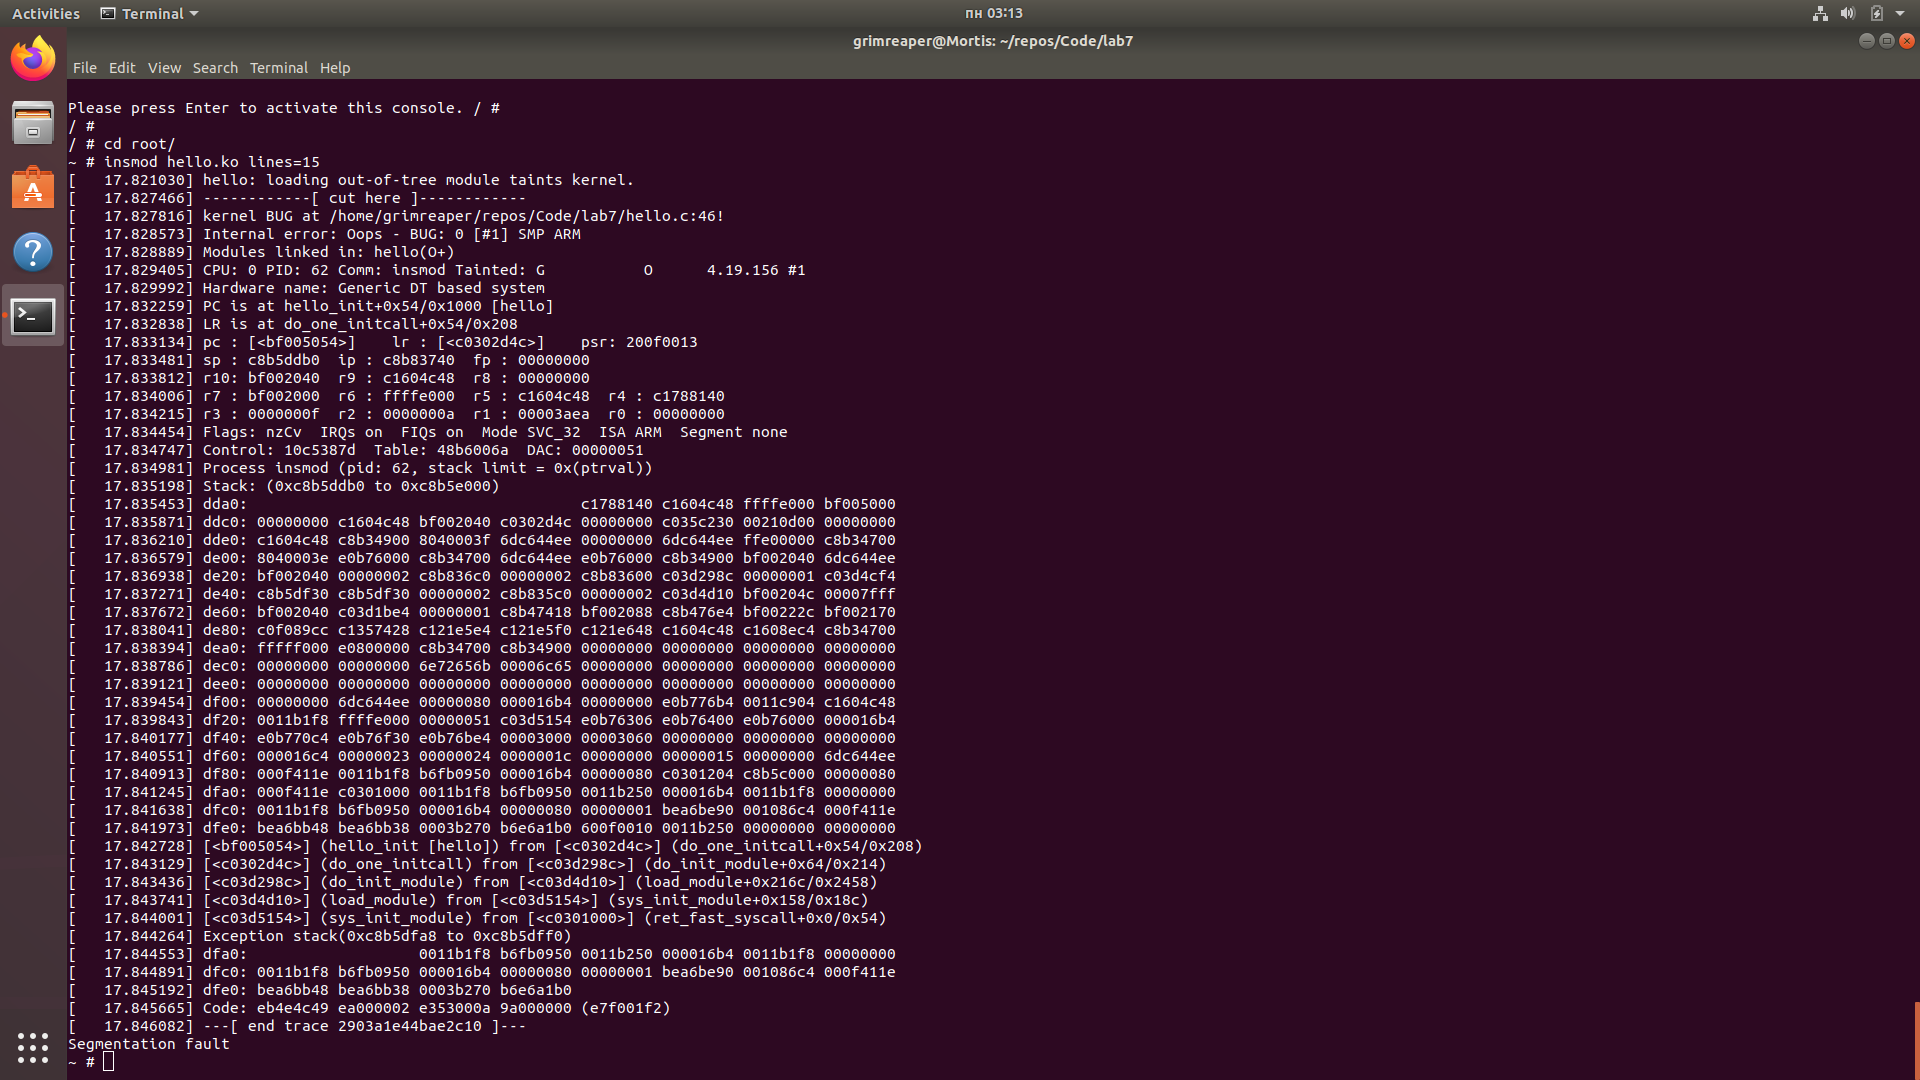 Activities Terminal пн 03:13
grimreaper@Mortis: ~/repos/Code/lab7
File Edit View Search Terminal Help
Please press Enter to activate this console. / #
/ #
/ # cd root/
~ # insmod hello.ko lines=15
[   17.821030] hello: loading out-of-tree module taints kernel.
[   17.827466] ------------[ cut here ]------------
[   17.827816] kernel BUG at /home/grimreaper/repos/Code/lab7/hello.c:46!
[   17.828573] Internal error: Oops - BUG: 0 [#1] SMP ARM
[   17.828889] Modules linked in: hello(O+)
[   17.829405] CPU: 0 PID: 62 Comm: insmod Tainted: G           O      4.19.156 #1
[   17.829992] Hardware name: Generic DT based system
[   17.832259] PC is at hello_init+0x54/0x1000 [hello]
[   17.832838] LR is at do_one_initcall+0x54/0x208
[   17.833134] pc : [<bf005054>]    lr : [<c0302d4c>]    psr: 200f0013
[   17.833481] sp : c8b5ddb0  ip : c8b83740  fp : 00000000
[   17.833812] r10: bf002040  r9 : c1604c48  r8 : 00000000
[   17.834006] r7 : bf002000  r6 : ffffe000  r5 : c1604c48  r4 : c1788140
[   17.834215] r3 : 0000000f  r2 : 0000000a  r1 : 00003aea  r0 : 00000000
[   17.834454] Flags: nzCv  IRQs on  FIQs on  Mode SVC_32  ISA ARM  Segment none
[   17.834747] Control: 10c5387d  Table: 48b6006a  DAC: 00000051
[   17.834981] Process insmod (pid: 62, stack limit = 0x(ptrval))
[   17.835198] Stack: (0xc8b5ddb0 to 0xc8b5e000)
[   17.835453] dda0:                                     c1788140 c1604c48 ffffe000 bf005000
[   17.835871] ddc0: 00000000 c1604c48 bf002040 c0302d4c 00000000 c035c230 00210d00 00000000
[   17.836210] dde0: c1604c48 c8b34900 8040003f 6dc644ee 00000000 6dc644ee ffe00000 c8b34700
[   17.836579] de00: 8040003e e0b76000 c8b34700 6dc644ee e0b76000 c8b34900 bf002040 6dc644ee
[   17.836938] de20: bf002040 00000002 c8b836c0 00000002 c8b83600 c03d298c 00000001 c03d4cf4
[   17.837271] de40: c8b5df30 c8b5df30 00000002 c8b835c0 00000002 c03d4d10 bf00204c 00007fff
[   17.837672] de60: bf002040 c03d1be4 00000001 c8b47418 bf002088 c8b476e4 bf00222c bf002170
[   17.838041] de80: c0f089cc c1357428 c121e5e4 c121e5f0 c121e648 c1604c48 c1608ec4 c8b34700
[   17.838394] dea0: fffff000 e0800000 c8b34700 c8b34900 00000000 00000000 00000000 00000000
[   17.838786] dec0: 00000000 00000000 6e72656b 00006c65 00000000 00000000 00000000 00000000
[   17.839121] dee0: 00000000 00000000 00000000 00000000 00000000 00000000 00000000 00000000
[   17.839454] df00: 00000000 6dc644ee 00000080 000016b4 00000000 e0b776b4 0011c904 c1604c48
[   17.839843] df20: 0011b1f8 ffffe000 00000051 c03d5154 e0b76306 e0b76400 e0b76000 000016b4
[   17.840177] df40: e0b770c4 e0b76f30 e0b76be4 00003000 00003060 00000000 00000000 00000000
[   17.840551] df60: 000016c4 00000023 00000024 0000001c 00000000 00000015 00000000 6dc644ee
[   17.840913] df80: 000f411e 0011b1f8 b6fb0950 000016b4 00000080 c0301204 c8b5c000 00000080
[   17.841245] dfa0: 000f411e c0301000 0011b1f8 b6fb0950 0011b250 000016b4 0011b1f8 00000000
[   17.841638] dfc0: 0011b1f8 b6fb0950 000016b4 00000080 00000001 bea6be90 001086c4 000f411e
[   17.841973] dfe0: bea6bb48 bea6bb38 0003b270 b6e6a1b0 600f0010 0011b250 00000000 00000000
[   17.842728] [<bf005054>] (hello_init [hello]) from [<c0302d4c>] (do_one_initcall+0x54/0x208)
[   17.843129] [<c0302d4c>] (do_one_initcall) from [<c03d298c>] (do_init_module+0x64/0x214)
[   17.843436] [<c03d298c>] (do_init_module) from [<c03d4d10>] (load_module+0x216c/0x2458)
[   17.843741] [<c03d4d10>] (load_module) from [<c03d5154>] (sys_init_module+0x158/0x18c)
[   17.844001] [<c03d5154>] (sys_init_module) from [<c0301000>] (ret_fast_syscall+0x0/0x54)
[   17.844264] Exception stack(0xc8b5dfa8 to 0xc8b5dff0)
[   17.844553] dfa0:                   0011b1f8 b6fb0950 0011b250 000016b4 0011b1f8 00000000
[   17.844891] dfc0: 0011b1f8 b6fb0950 000016b4 00000080 00000001 bea6be90 001086c4 000f411e
[   17.845192] dfe0: bea6bb48 bea6bb38 0003b270 b6e6a1b0
[   17.845665] Code: eb4e4c49 ea000002 e353000a 9a000000 (e7f001f2)
[   17.846082] ---[ end trace 2903a1e44bae2c10 ]---
Segmentation fault
~ #